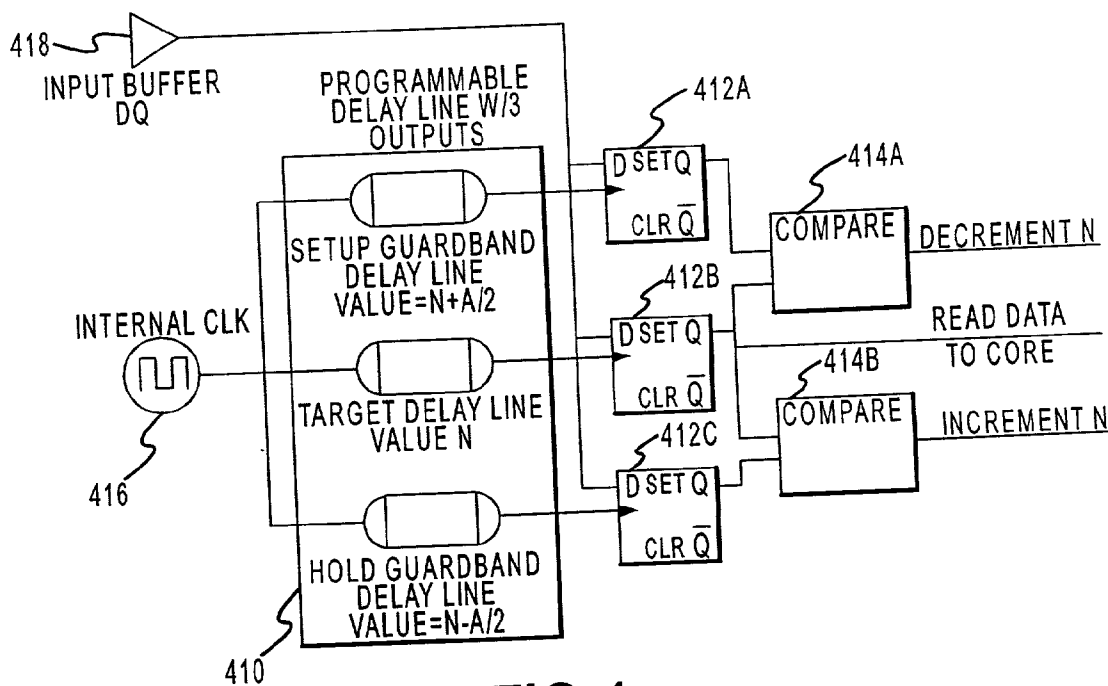 418
INPUT BUFFER
DQ
PROGRAMMABLE
DELAY LINE W/3
OUTPUTS
412A
D SET Q
CLR Q̅
414A
COMPARE
DECREMENT N
SETUP GUARDBAND
DELAY LINE
VALUE=N+A/2
412B
D SET Q
CLR Q̅
READ DATA
TO CORE
INTERNAL CLK
416
TARGET DELAY LINE
VALUE N
414B
COMPARE
INCREMENT N
412C
D SET Q
CLR Q̅
HOLD GUARDBAND
DELAY LINE
VALUE=N-A/2
410